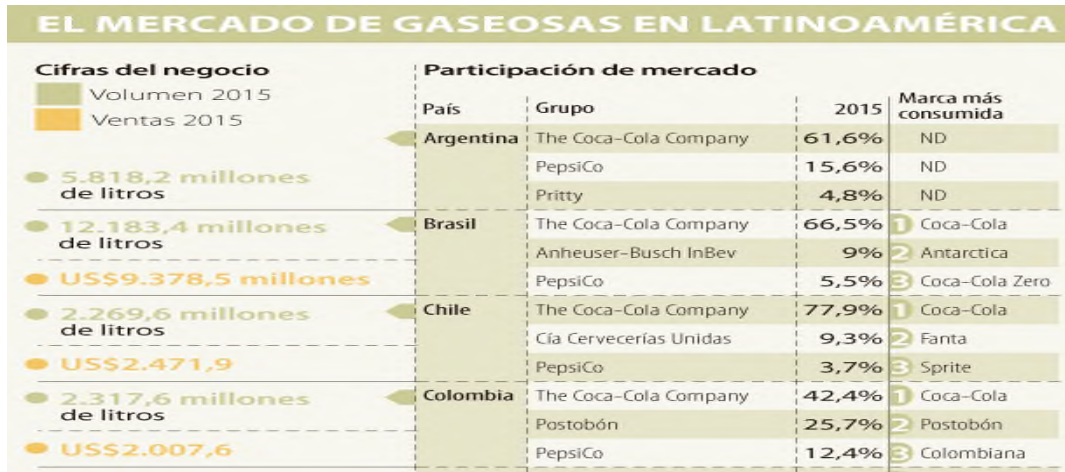 EL MERCADO DE GASEOSAS EN LATINOAMÉRICA
Cifras del negocio
Volumen 2015
Ventas 2015
5.818,2 millones
de litros
12.183,4 millones
de litros
US$9.378,5 millones
2.269,6 millones
de litros
US$2.471,9
2.317,6 millones
de litros
US$2.007,6
Participación de mercado
País Grupo 2015 Marca más
consumida
Argentina The Coca-Cola Company 61,6% ND
PepsiCo 15,6% ND
Pritty 4,8% ND
Brasil The Coca-Cola Company 66,5% 1 Coca-Cola
Anheuser-Busch InBev 9% 2 Antarctica
PepsiCo 5,5% 3 Coca-Cola Zero
Chile The Coca-Cola Company 77,9% 1 Coca-Cola
Cía Cervecerías Unidas 9,3% 2 Fanta
PepsiCo 3,7% 3 Sprite
Colombia The Coca-Cola Company 42,4% 1 Coca-Cola
Postobón 25,7% 2 Postobón
PepsiCo 12,4% 3 Colombiana